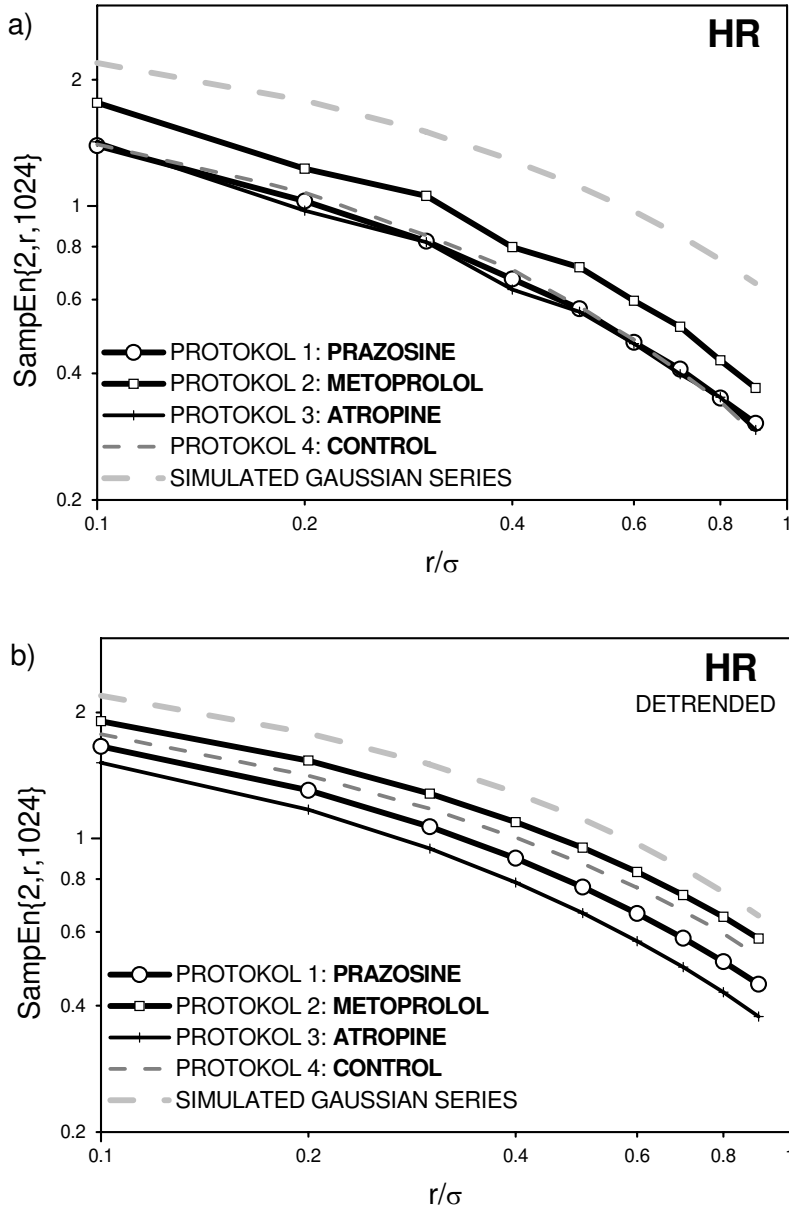 a)
HR
2
1
0.8
0.6
0.4
0.2
SampEn{2,r,1024}
PROTOKOL 1: PRAZOSINE
PROTOKOL 2: METOPROLOL
PROTOKOL 3: ATROPINE
PROTOKOL 4: CONTROL
SIMULATED GAUSSIAN SERIES
0.1 0.2 0.4 0.6 0.8 1
r/σ
b)
HR
DETRENDED
2
1
0.8
0.6
0.4
0.2
SampEn{2,r,1024}
PROTOKOL 1: PRAZOSINE
PROTOKOL 2: METOPROLOL
PROTOKOL 3: ATROPINE
PROTOKOL 4: CONTROL
SIMULATED GAUSSIAN SERIES
0.1 0.2 0.4 0.6 0.8 1
r/σ